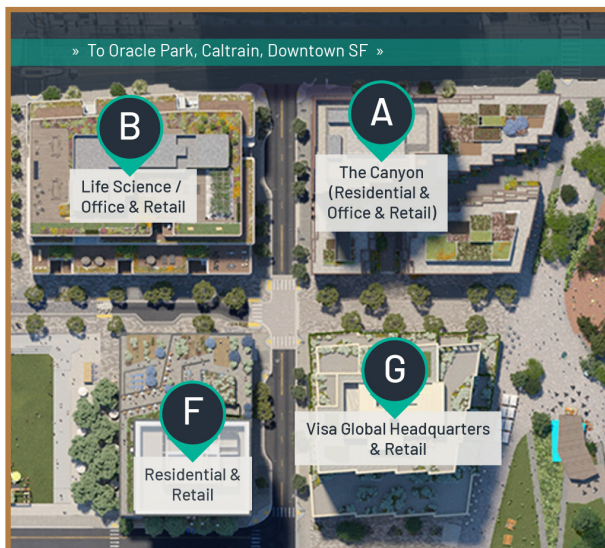 » To Oracle Park, Caltrain, Downtown SF »
B
Life Science /
Office & Retail
A
The Canyon
(Residential &
Office & Retail)
F
Residential &
Retail
G
Visa Global Headquarters
& Retail